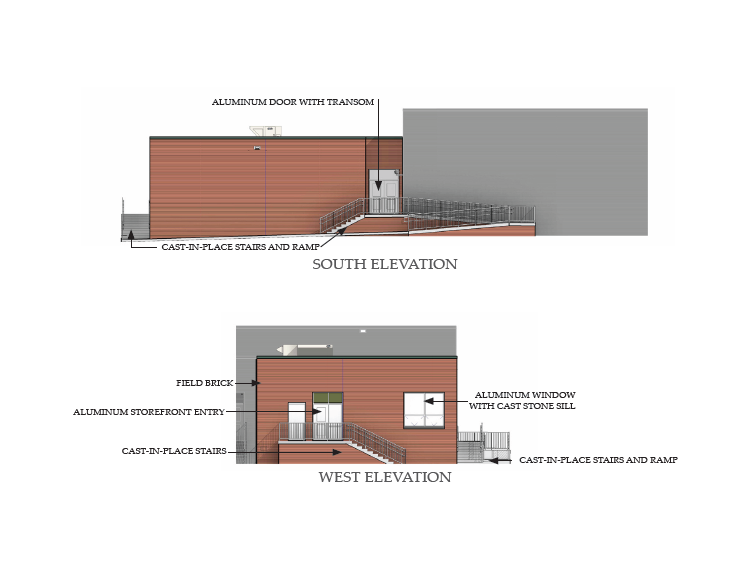 ALUMINUM DOOR WITH TRANSOM
CAST-IN-PLACE STAIRS AND RAMP
SOUTH ELEVATION
FIELD BRICK
ALUMINUM WINDOW
WITH CAST STONE SILL
ALUMINUM STOREFRONT ENTRY
CAST-IN-PLACE STAIRS
CAST-IN-PLACE STAIRS AND RAMP
WEST ELEVATION